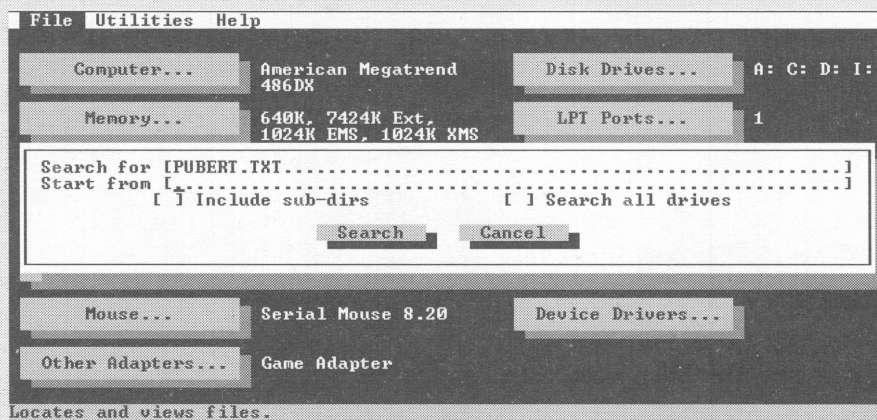 File Utilities Help
Computer... American Megatrend Disk Drives... A: C: D: I:
486DX
Memory... 640K, 7424K Ext, LPT Ports... 1
1024K EMS, 1024K XMS
Search for [PUBERT.TXT..................................................]
Start from [............................................................]
[ ] Include sub-dirs [ ] Search all drives
Search Cancel
Mouse... Serial Mouse 8.20 Device Drivers...
Other Adapters... Game Adapter
Locates and views files.